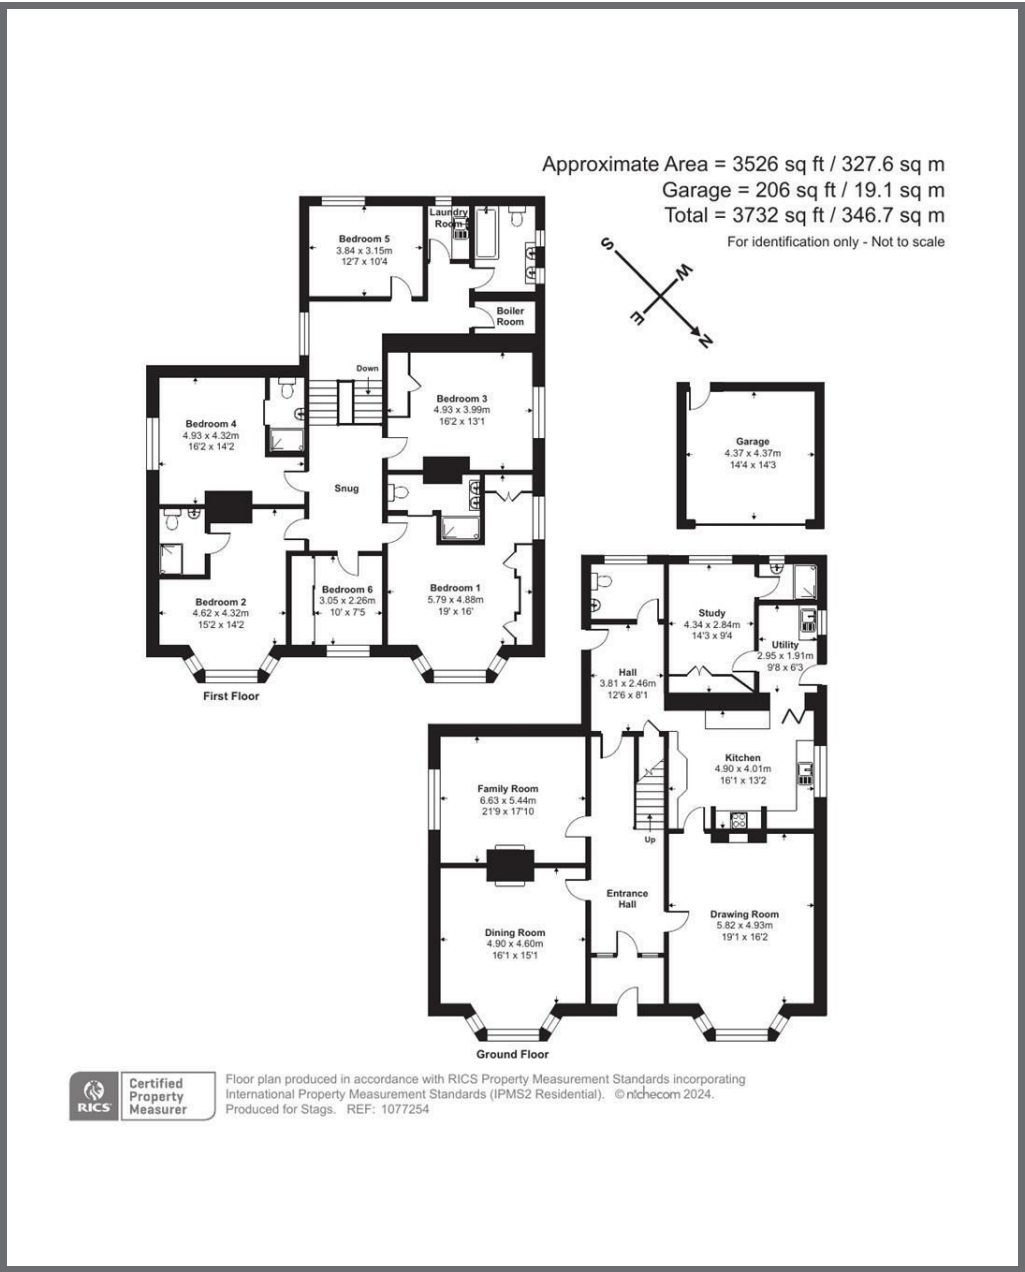 Approximate Area = 3526 sq ft / 327.6 sq m
Garage = 206 sq ft / 19.1 sq m
Total = 3732 sq ft / 346.7 sq m
For identification only - Not to scale
S
W
E
N
Laundry
Room
Bedroom 5
3.84 x 3.15m
12'7 x 10'4
Boiler
Room
Down
Bedroom 3
4.93 x 3.99m
16'2 x 13'1
Bedroom 4
4.93 x 4.32m
16'2 x 14'2
Snug
Bedroom 2
4.62 x 4.32m
15'2 x 14'2
Bedroom 6
3.05 x 2.26m
10' x 7'5
Bedroom 1
5.79 x 4.88m
19' x 16'
First Floor
Garage
4.37 x 4.37m
14'4 x 14'3
Study
4.34 x 2.84m
14'3 x 9'4
Utility
2.95 x 1.91m
9'8 x 6'3
Hall
3.81 x 2.46m
12'6 x 8'1
Kitchen
4.90 x 4.01m
16'1 x 13'2
Family Room
6.63 x 5.44m
21'9 x 17'10
Up
Entrance
Hall
Drawing Room
5.82 x 4.93m
19'1 x 16'2
Dining Room
4.90 x 4.60m
16'1 x 15'1
Ground Floor
RICS
Certified
Property
Measurer
Floor plan produced in accordance with RICS Property Measurement Standards incorporating
International Property Measurement Standards (IPMS2 Residential). © nichecom 2024.
Produced for Stags. REF: 1077254